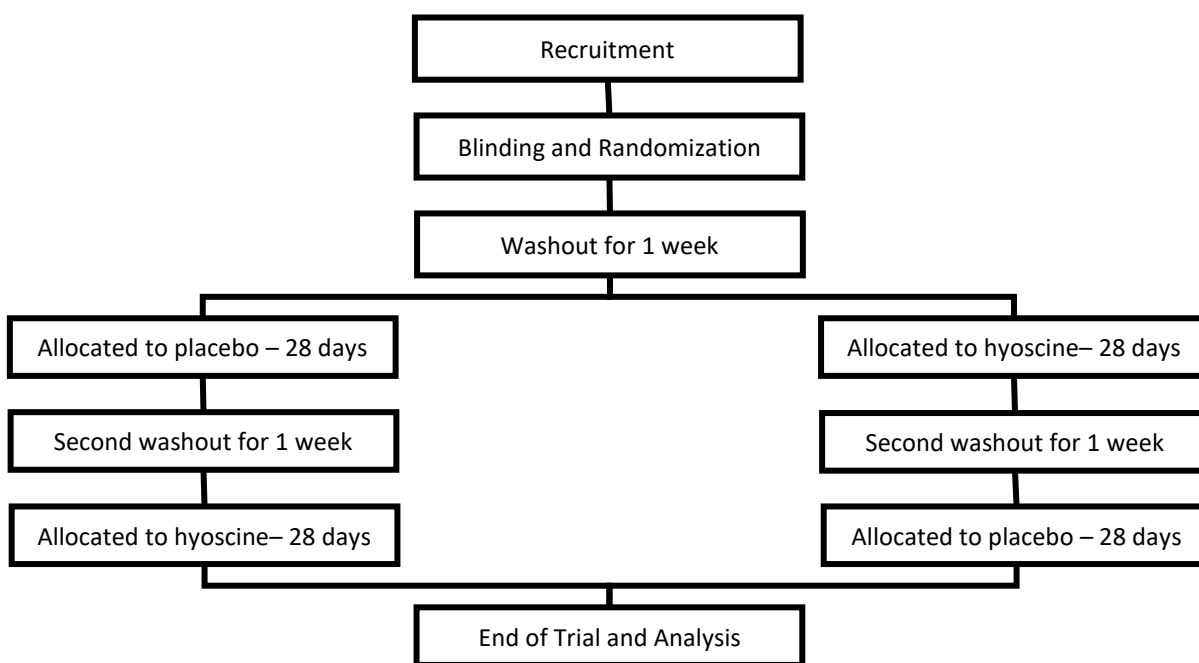 Recruitment
Blinding and Randomization
Washout for 1 week
Allocated to placebo – 28 days
Allocated to hyoscine– 28 days
Second washout for 1 week
Second washout for 1 week
Allocated to hyoscine– 28 days
Allocated to placebo – 28 days
End of Trial and Analysis